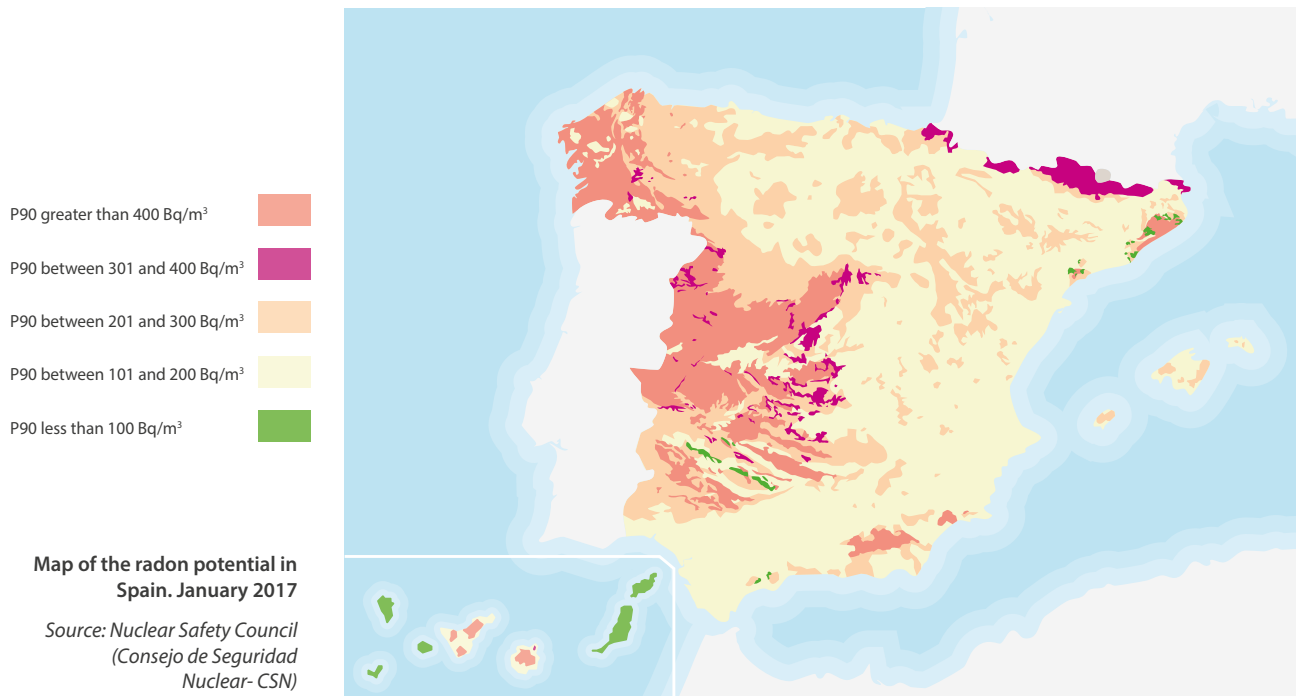 P90 greater than 400 Bq/m³
P90 between 301 and 400 Bq/m³
P90 between 201 and 300 Bq/m³
P90 between 101 and 200 Bq/m³
P90 less than 100 Bq/m³
Map of the radon potential in
Spain. January 2017
Source: Nuclear Safety Council
(Consejo de Seguridad
Nuclear- CSN)